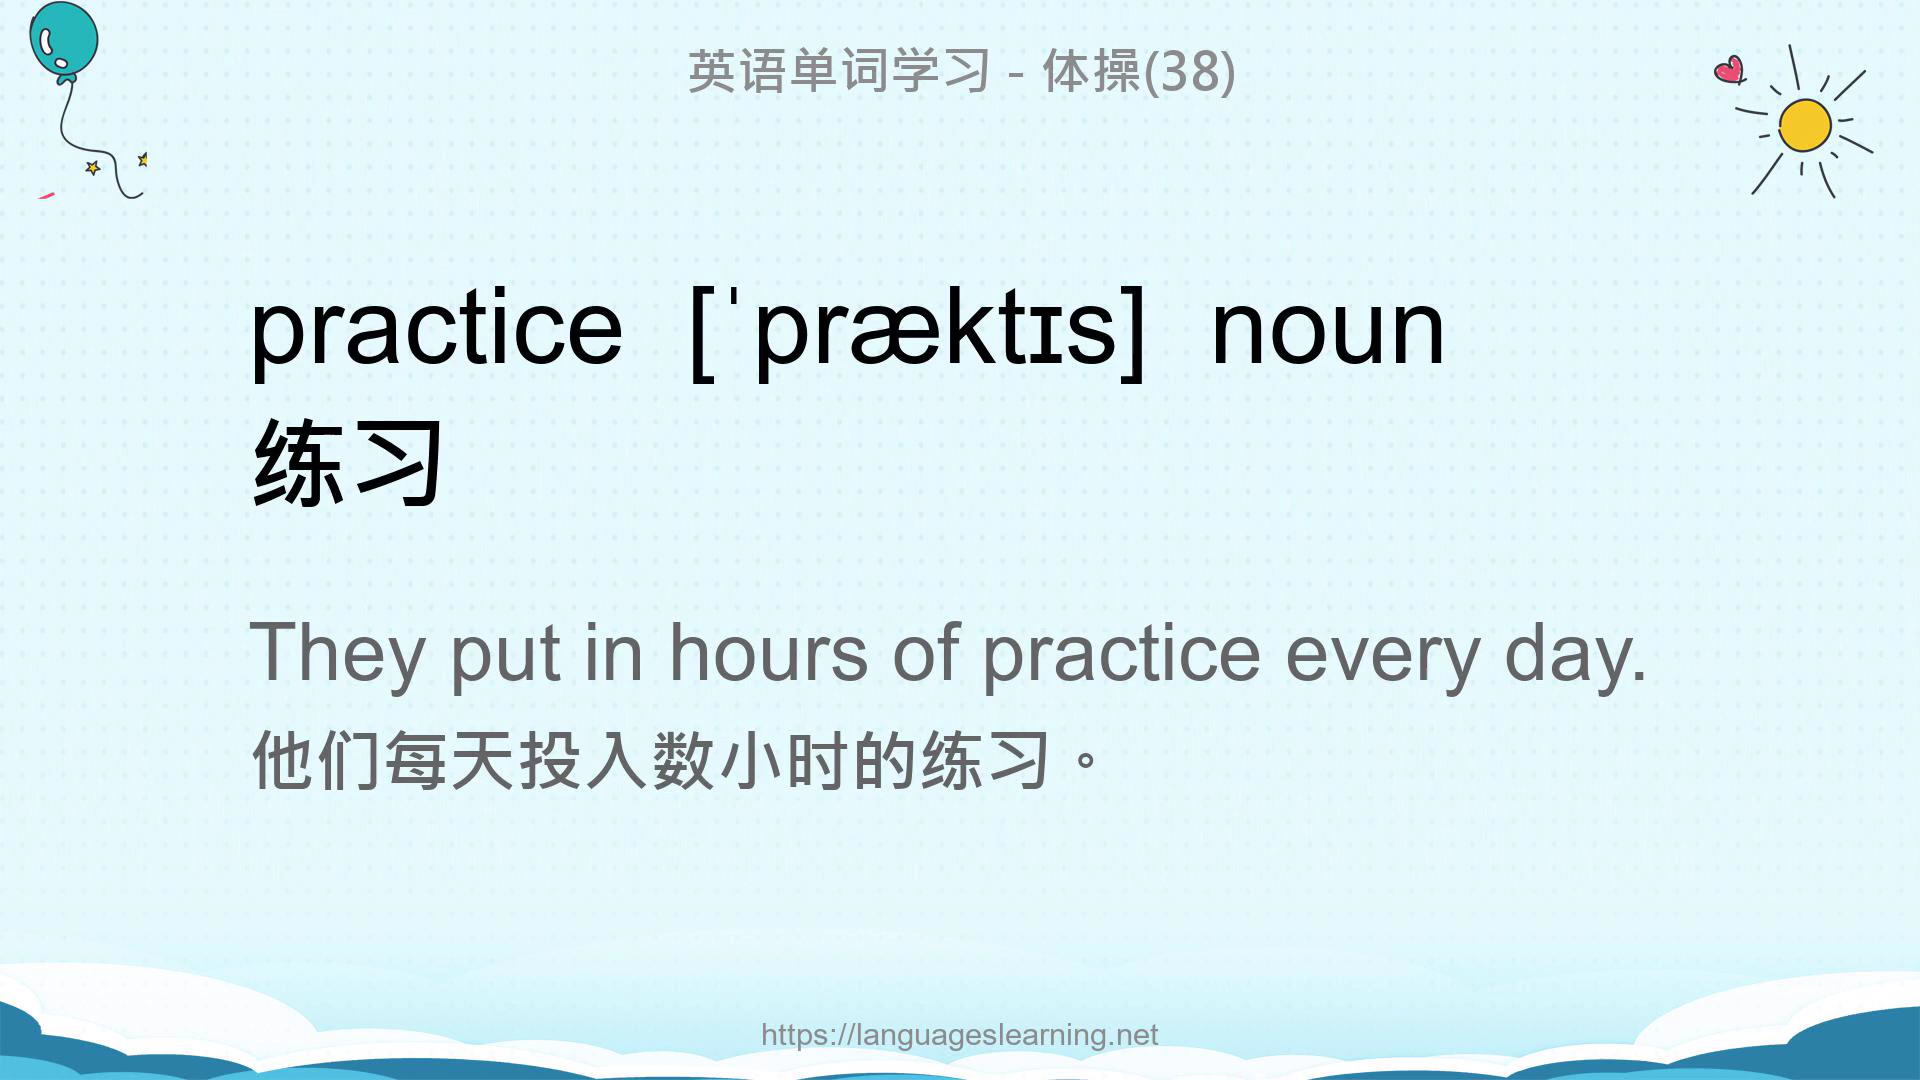 英语单词学习 - 体操(38)
practice [ˈpræktɪs] noun
练习
They put in hours of practice every day.
他们每天投入数小时的练习。
https://languageslearning.net